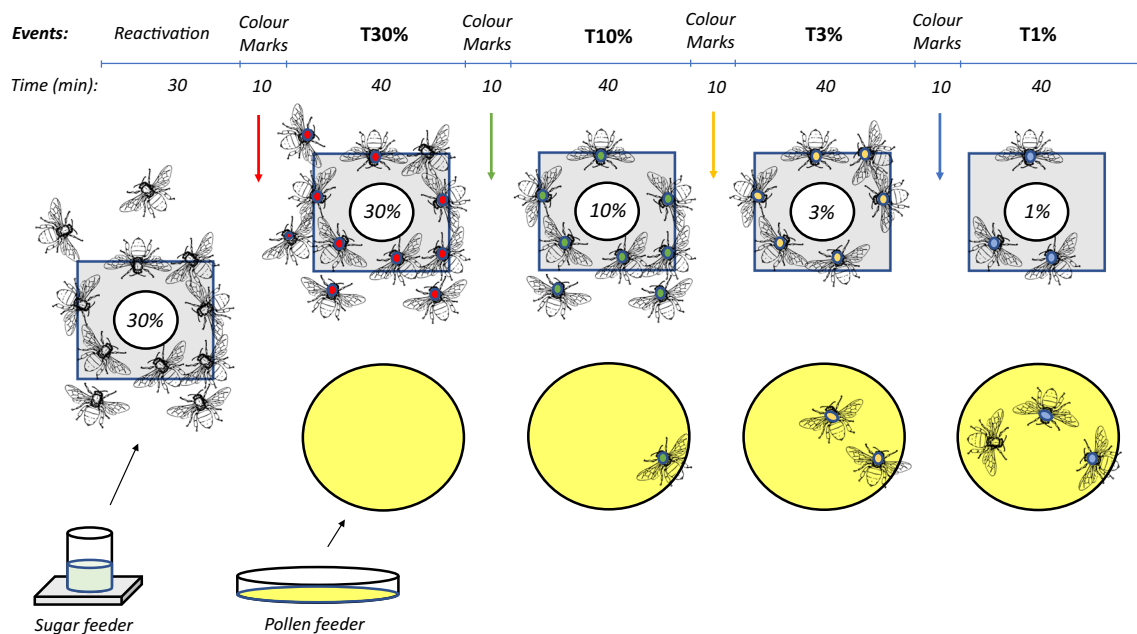 Events: Reactivation Colour Marks T30% Colour Marks T10% Colour Marks T3% Colour Marks T1%
Time (min): 30 10 40 10 40 10 40 10 40
30% 10% 3% 1%
30%
Sugar feeder Pollen feeder